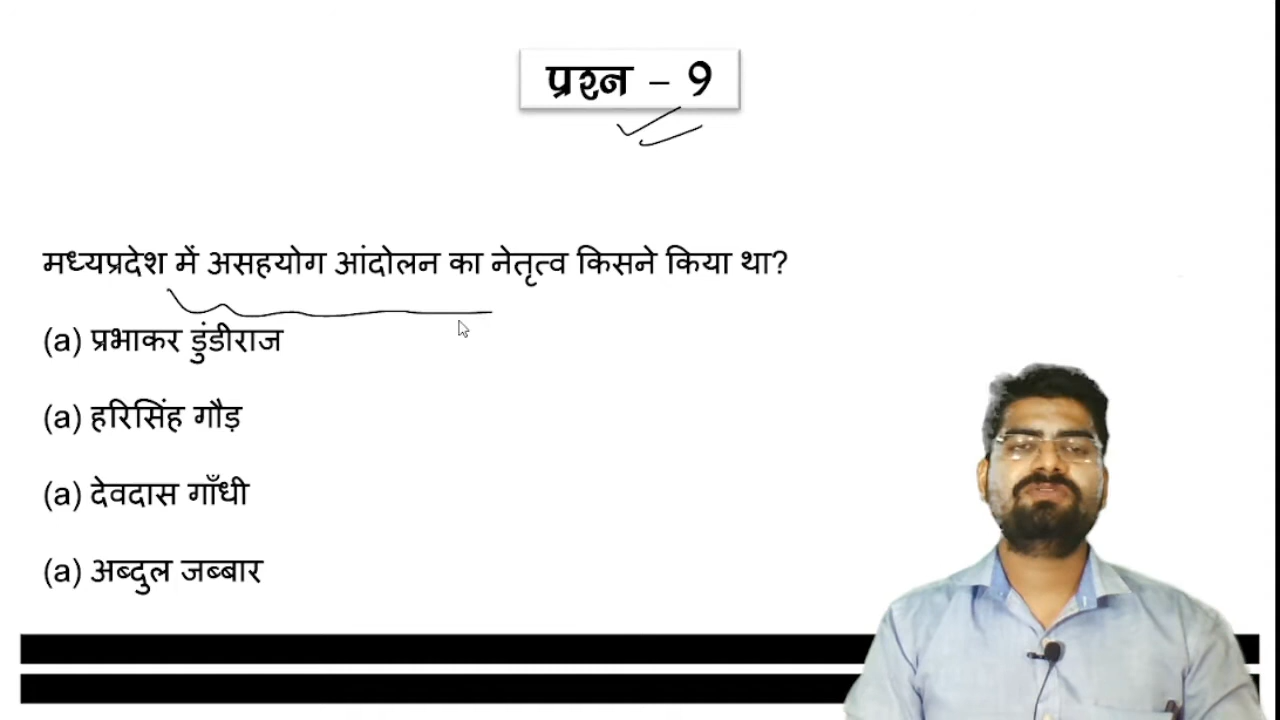 प्रश्न – 9
मध्यप्रदेश में असहयोग आंदोलन का नेतृत्व किसने किया था?
(a) प्रभाकर डुंडीराज
(a) हरिसिंह गौड़
(a) देवदास गाँधी
(a) अब्दुल जब्बार